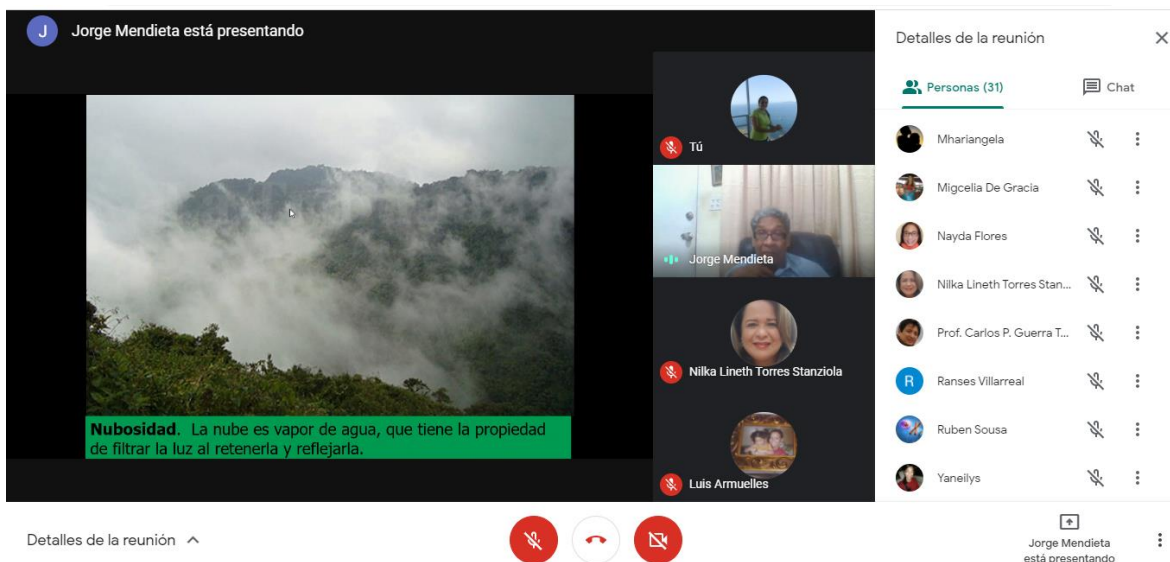 J Jorge Mendieta está presentando
Nubosidad. La nube es vapor de agua, que tiene la propiedad
de filtrar la luz al retenerla y reflejarla.
Tú
Jorge Mendieta
Nilka Lineth Torres Stanziola
Luis Armuelles
Detalles de la reunión
Personas (31) Chat
Mhariangela
Migcelia De Gracia
Nayda Flores
Nilka Lineth Torres Stan...
Prof. Carlos P. Guerra T...
R Ranses Villarreal
Ruben Sousa
Yaneilys
Detalles de la reunión
Jorge Mendieta
está presentando